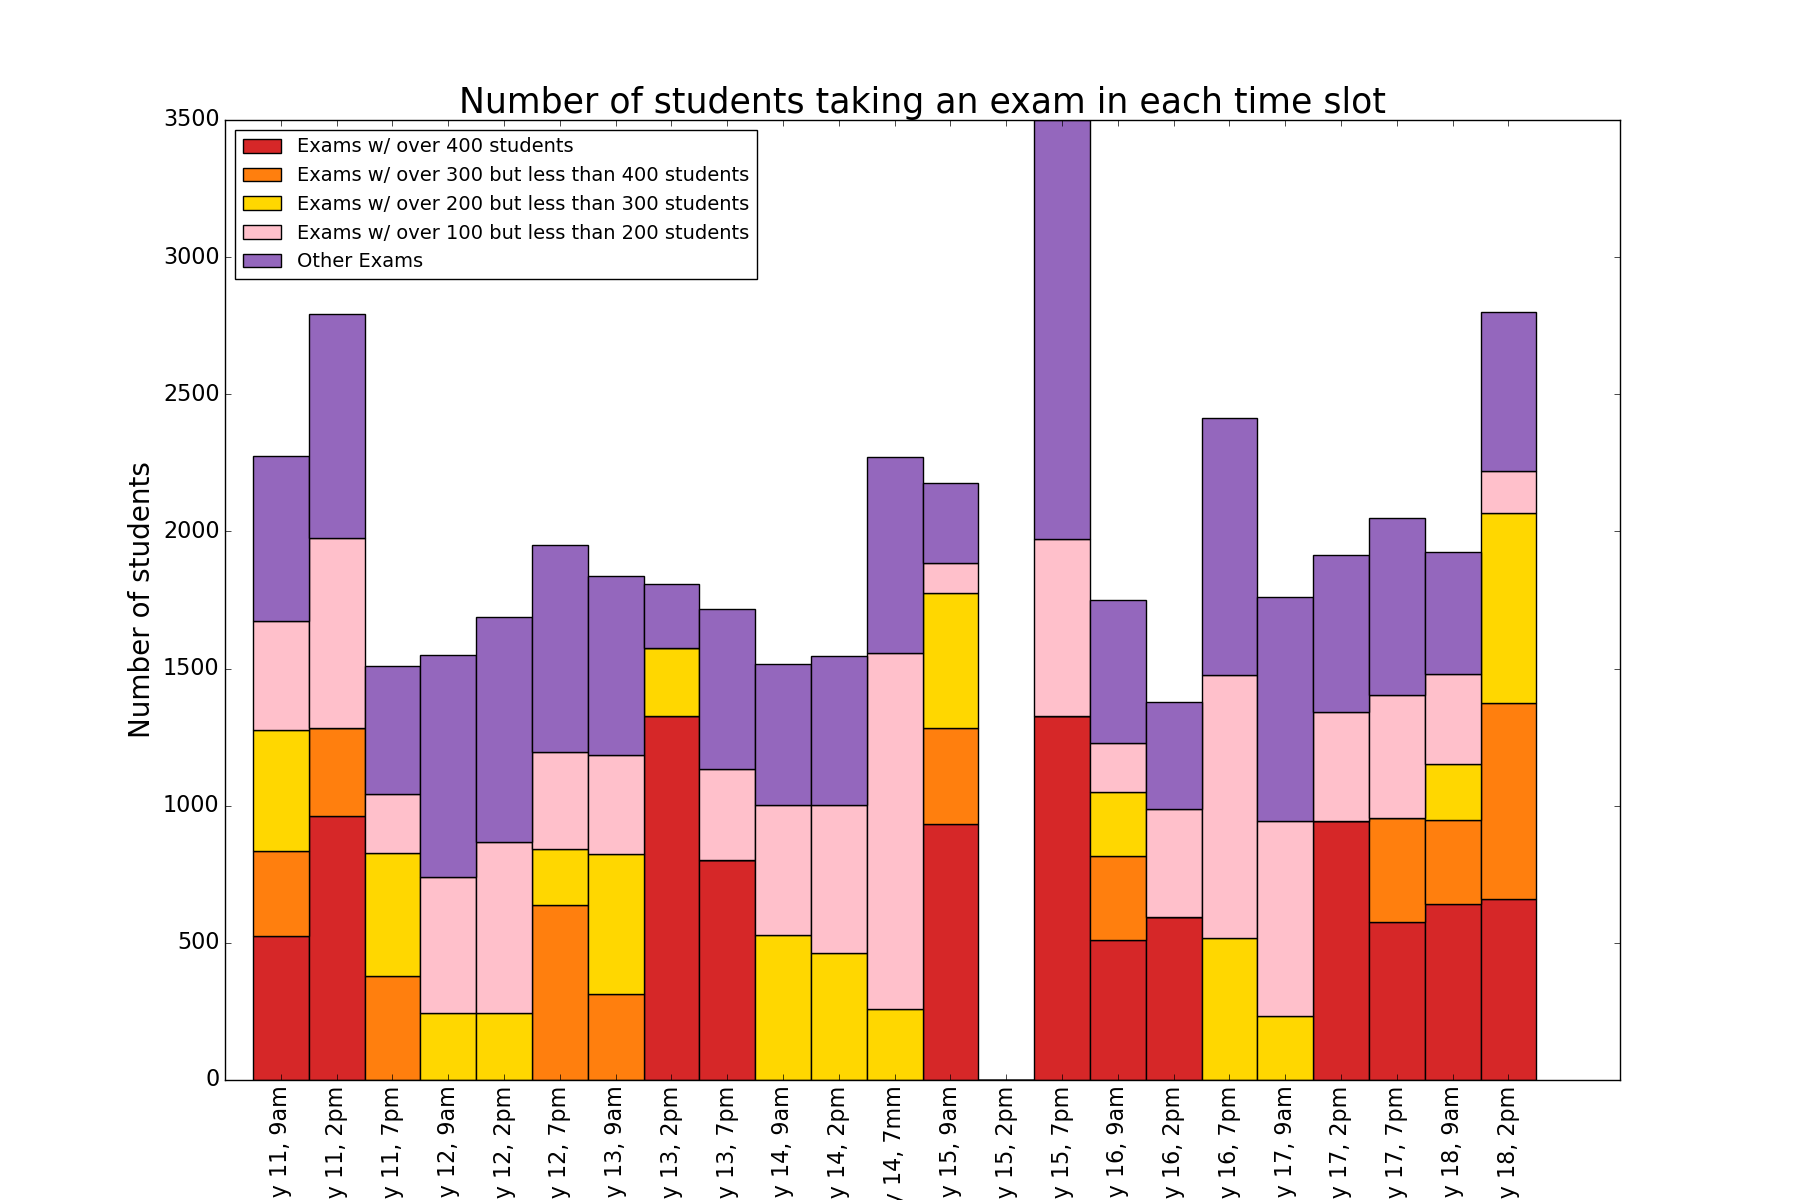 Number of students taking an exam in each time slot
3500
3000
2500
2000
1500
1000
500
0
Number of students
Exams w/ over 400 students
Exams w/ over 300 but less than 400 students
Exams w/ over 200 but less than 300 students
Exams w/ over 100 but less than 200 students
Other Exams
y 11, 9am
y 11, 2pm
y 11, 7pm
y 12, 9am
y 12, 2pm
y 12, 7pm
y 13, 9am
y 13, 2pm
y 13, 7pm
y 14, 9am
y 14, 2pm
y 14, 7mm
y 15, 9am
y 15, 2pm
y 15, 7pm
y 16, 9am
y 16, 2pm
y 16, 7pm
y 17, 9am
y 17, 2pm
y 17, 7pm
y 18, 9am
y 18, 2pm